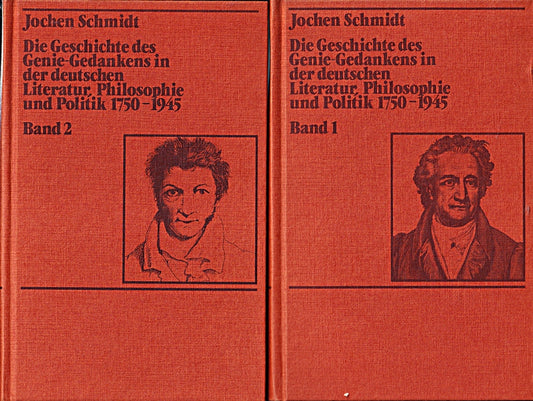 Jochen Schmidt
Die Geschichte des
Genie-Gedankens in
der deutschen
Literatur, Philosophie
und Politik 1750–1945
Band 2
Jochen Schmidt
Die Geschichte des
Genie-Gedankens in
der deutschen
Literatur, Philosophie
und Politik 1750–1945
Band 1